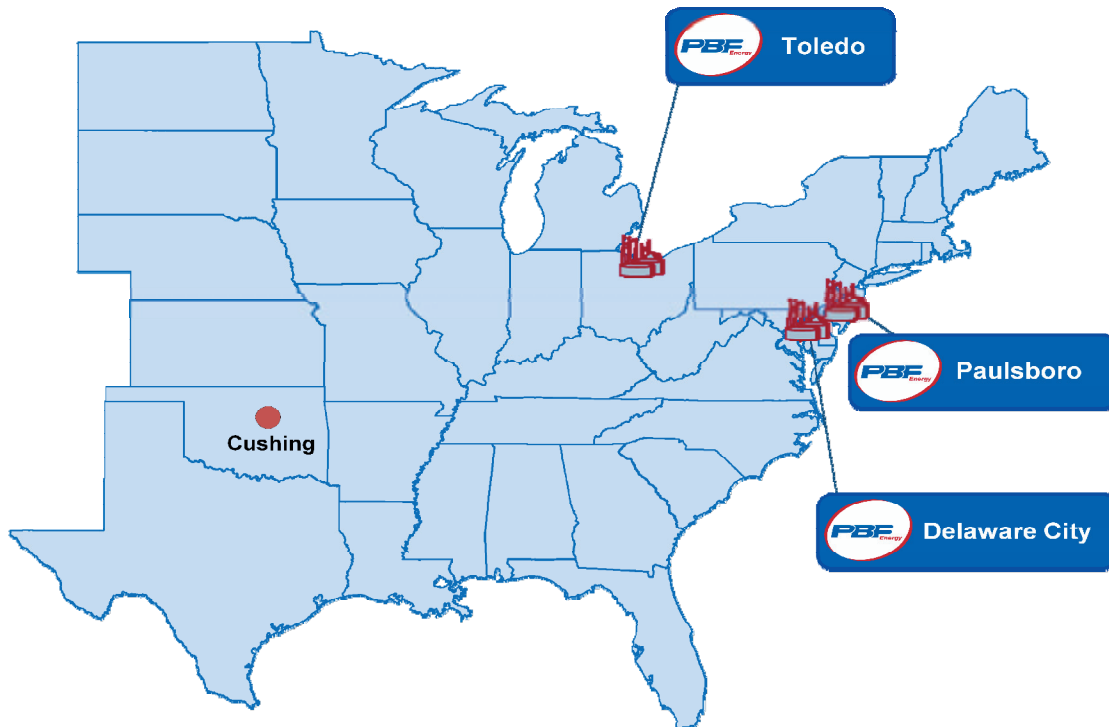 PBF
Energy
Toledo
PBF
Energy
Paulsboro
Cushing
PBF
Energy
Delaware City